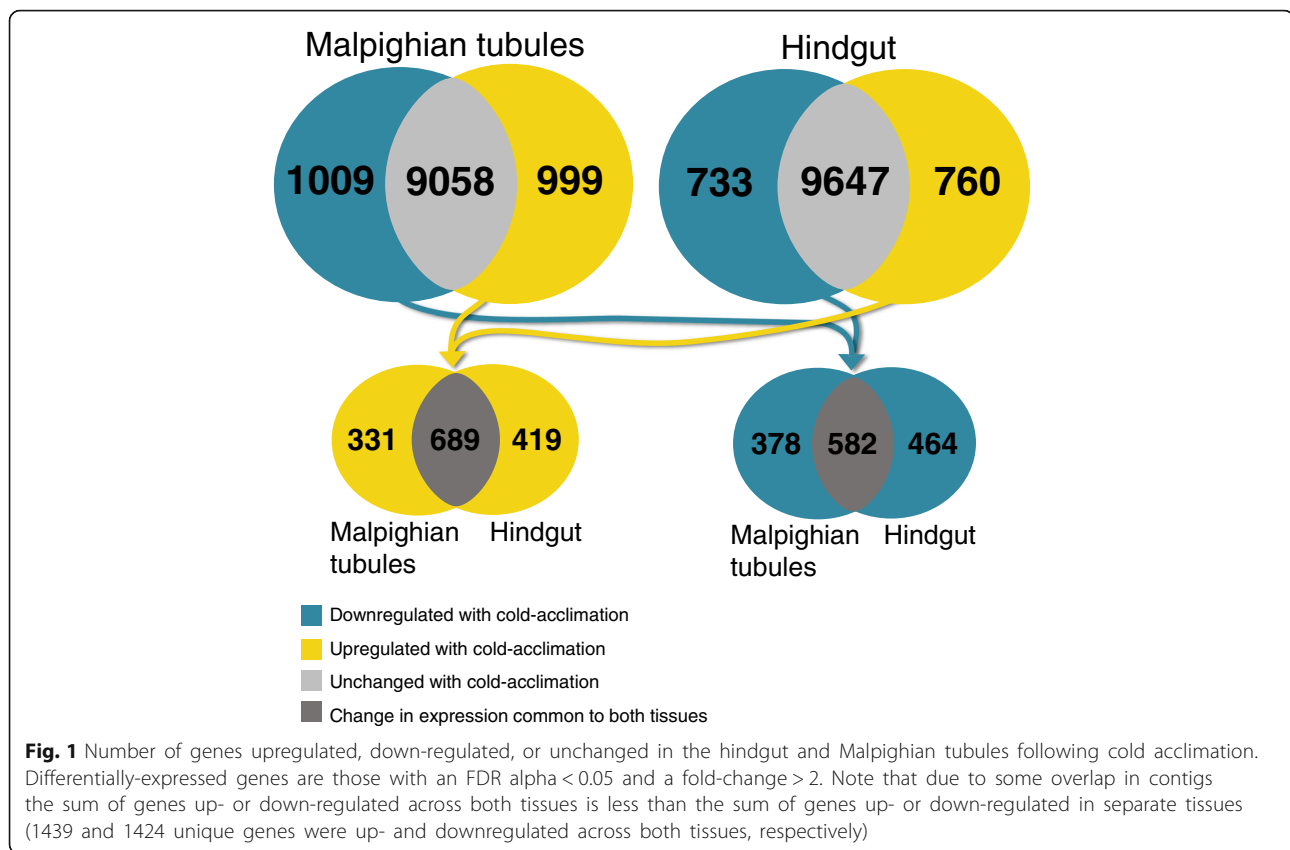 Malpighian tubules
Hindgut
1009 9058 999
733 9647 760
331 689 419
378 582 464
Malpighian tubules
Hindgut
Malpighian tubules
Hindgut
Downregulated with cold-acclimation
Upregulated with cold-acclimation
Unchanged with cold-acclimation
Change in expression common to both tissues
Fig. 1 Number of genes upregulated, down-regulated, or unchanged in the hindgut and Malpighian tubules following cold acclimation.
Differentially-expressed genes are those with an FDR alpha < 0.05 and a fold-change > 2. Note that due to some overlap in contigs
the sum of genes up- or down-regulated across both tissues is less than the sum of genes up- or down-regulated in separate tissues
(1439 and 1424 unique genes were up- and downregulated across both tissues, respectively)